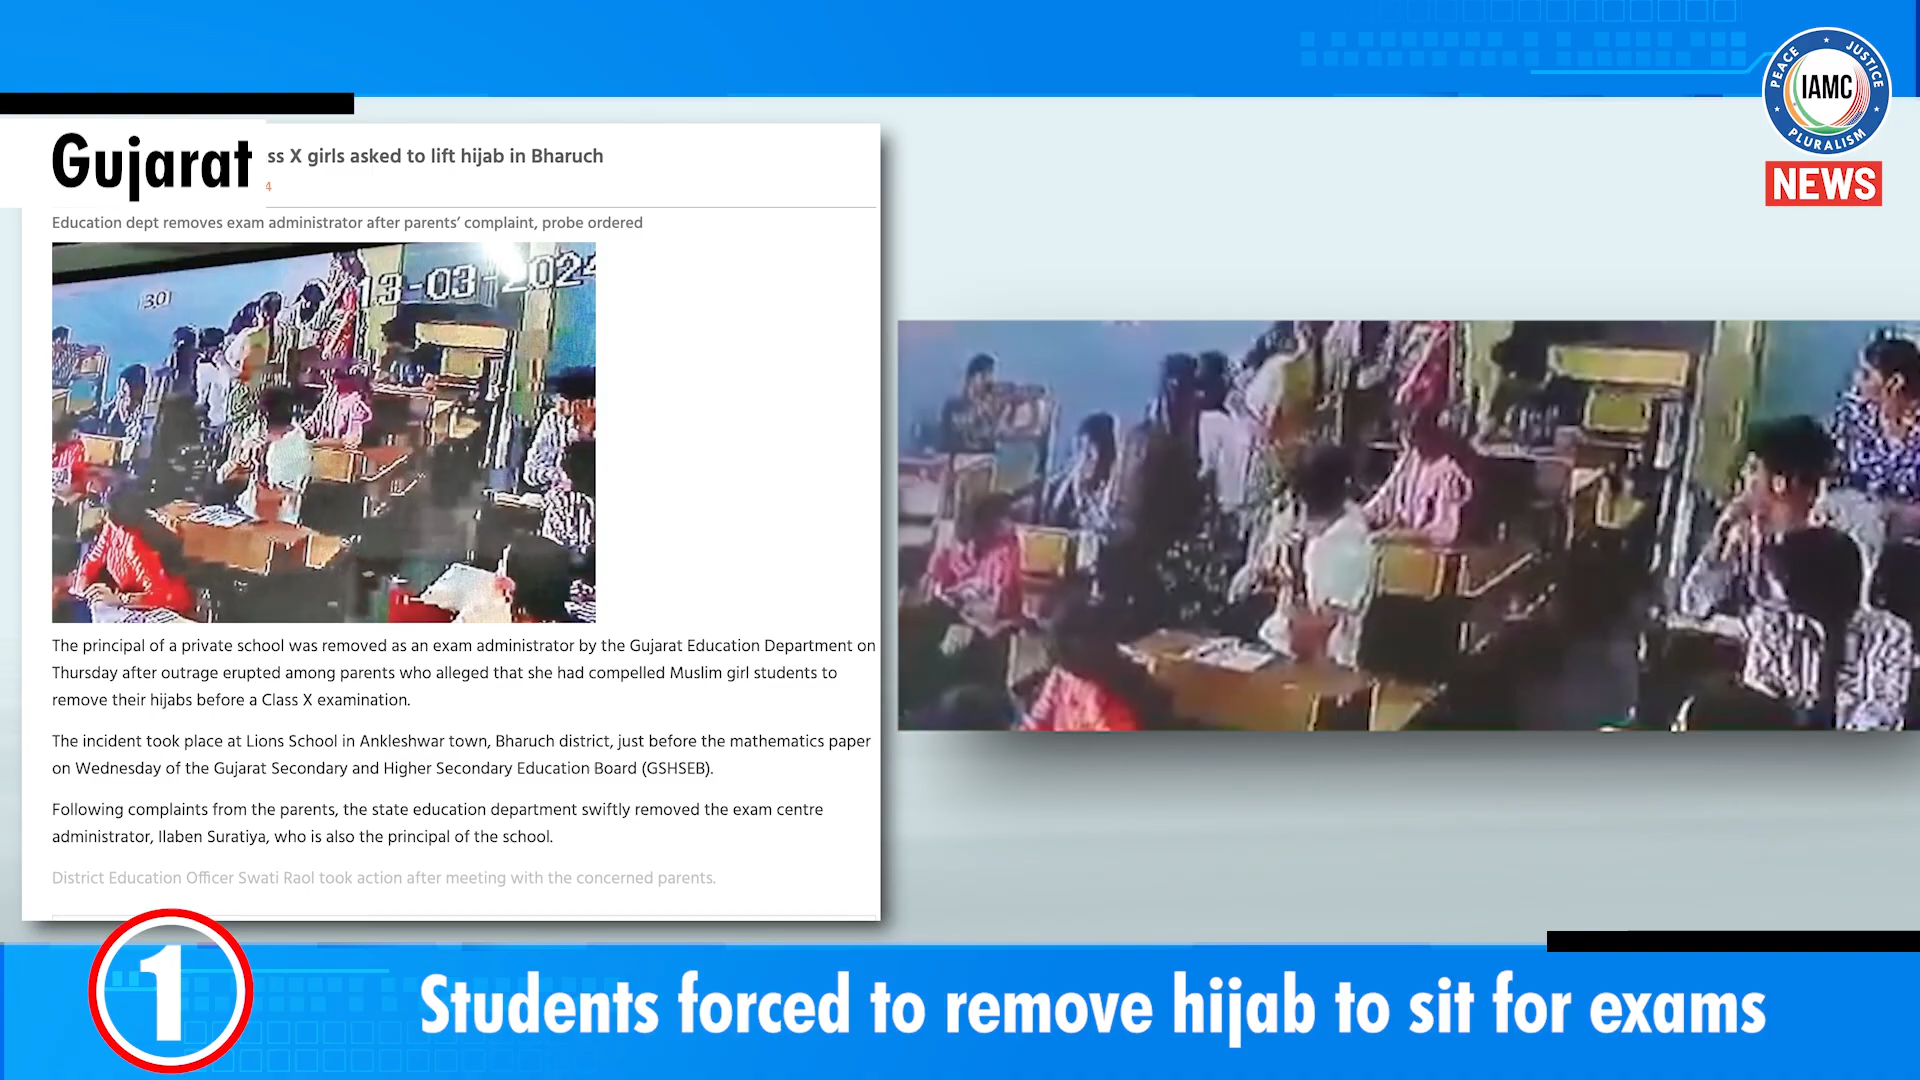 PEACE JUSTICE
IAMC
PLURALISM
NEWS
Gujarat
ss X girls asked to lift hijab in Bharuch
4
Education dept removes exam administrator after parents’ complaint, probe ordered
13-03-2024
301
The principal of a private school was removed as an exam administrator by the Gujarat Education Department on
Thursday after outrage erupted among parents who alleged that she had compelled Muslim girl students to
remove their hijabs before a Class X examination.
The incident took place at Lions School in Ankleshwar town, Bharuch district, just before the mathematics paper
on Wednesday of the Gujarat Secondary and Higher Secondary Education Board (GSHSEB).
Following complaints from the parents, the state education department swiftly removed the exam centre
administrator, Ilaben Suratiya, who is also the principal of the school.
District Education Officer Swati Raol took action after meeting with the concerned parents.
1
Students forced to remove hijab to sit for exams